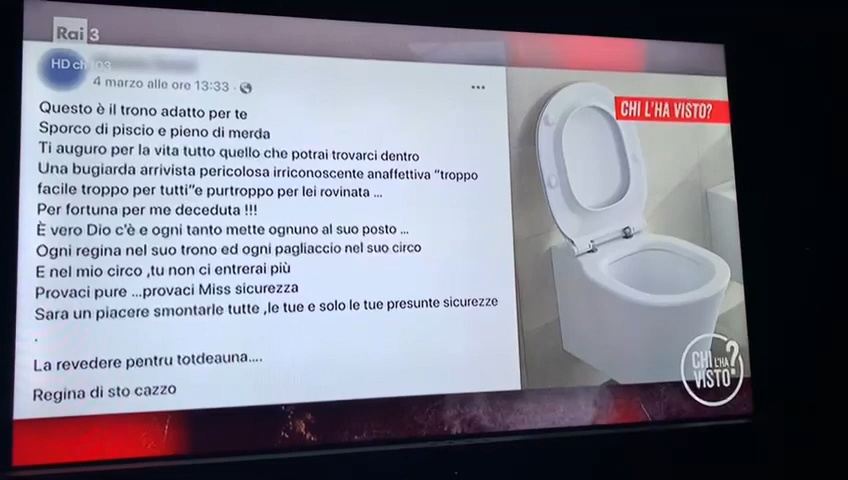 Rai 3
HD ch 103
4 marzo alle ore 13:33
Questo è il trono adatto per te
Sporco di piscio e pieno di merda
Ti auguro per la vita tutto quello che potrai trovarci dentro
Una bugiarda arrivista pericolosa irriconoscente anaffettiva "troppo
facile troppo per tutti"e purtroppo per lei rovinata ...
Per fortuna per me deceduta !!!
È vero Dio c'è e ogni tanto mette ognuno al suo posto ...
Ogni regina nel suo trono ed ogni pagliaccio nel suo circo
E nel mio circo ,tu non ci entrerai più
Provaci pure ...provaci Miss sicurezza
Sara un piacere smontarle tutte ,le tue e solo le tue presunte sicurezze
.
La revedere pentru totdeauna....
Regina di sto cazzo
CHI L'HA VISTO?
CHI L'HA VISTO?